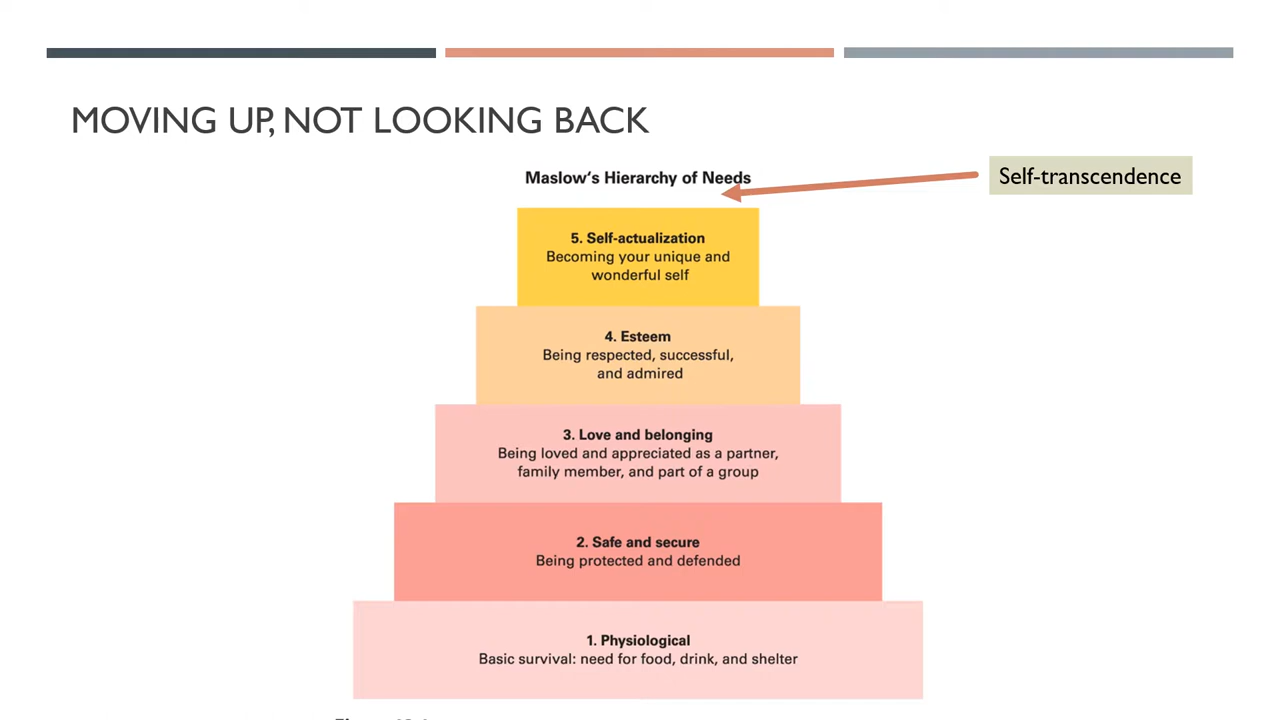 MOVING UP, NOT LOOKING BACK
Maslow's Hierarchy of Needs
Self-transcendence
5. Self-actualization
Becoming your unique and
wonderful self
4. Esteem
Being respected, successful,
and admired
3. Love and belonging
Being loved and appreciated as a partner,
family member, and part of a group
2. Safe and secure
Being protected and defended
1. Physiological
Basic survival: need for food, drink, and shelter